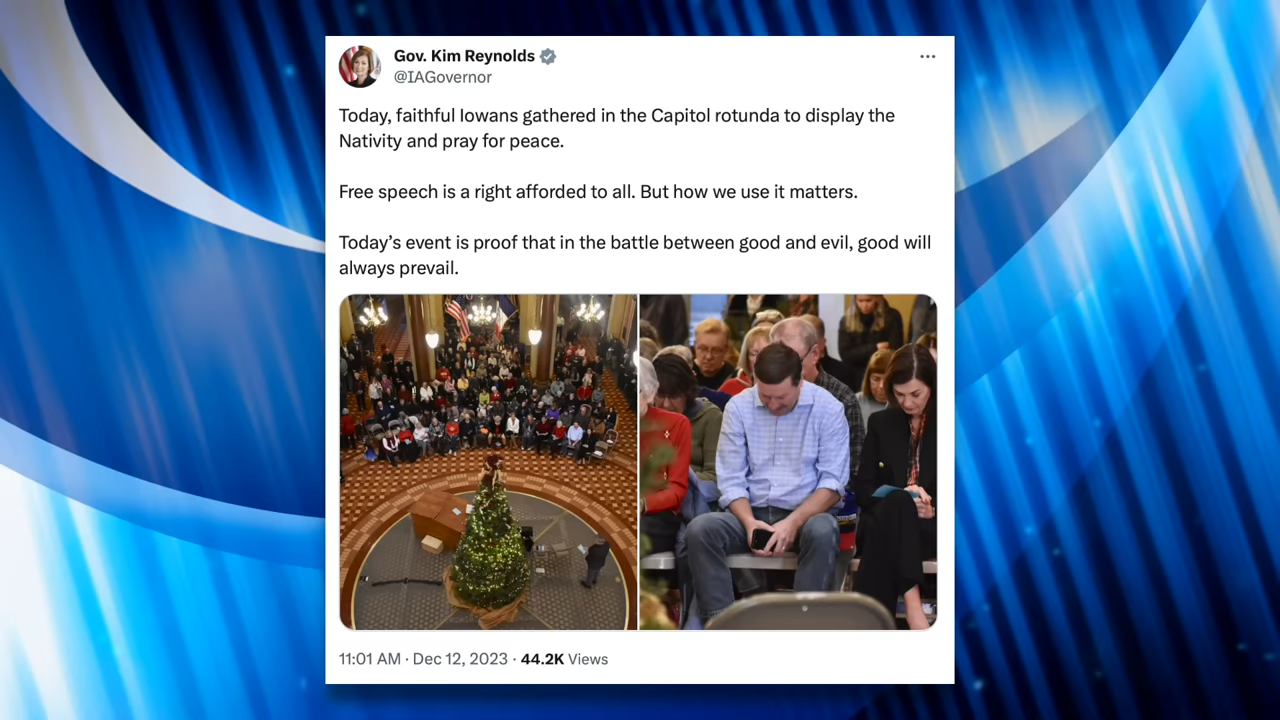 Gov. Kim Reynolds
@IAGovernor
Today, faithful Iowans gathered in the Capitol rotunda to display the
Nativity and pray for peace.
Free speech is a right afforded to all. But how we use it matters.
Today’s event is proof that in the battle between good and evil, good will
always prevail.
11:01 AM · Dec 12, 2023 · 44.2K Views